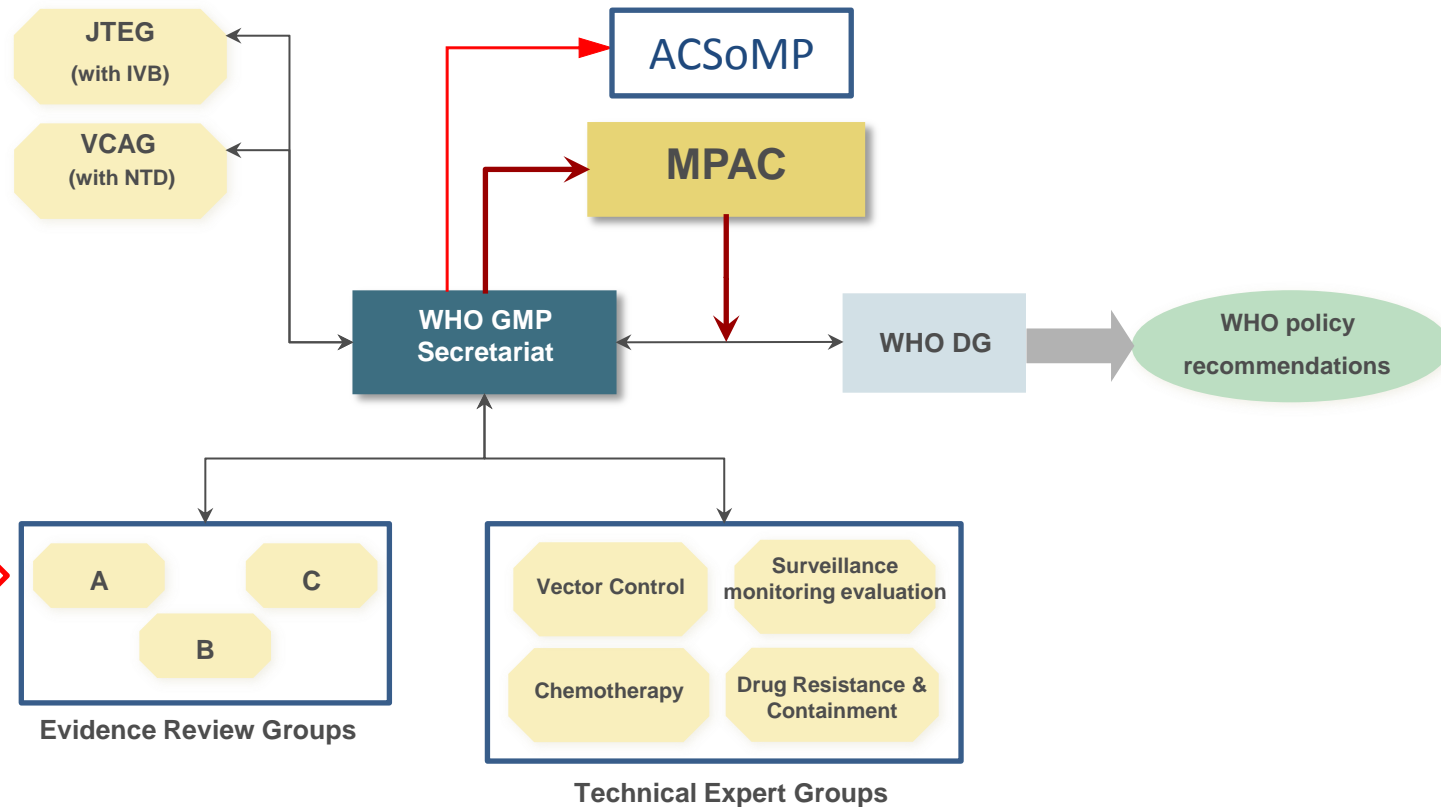 JTEG
(with IVB)
ACSoMP
VCAG
(with NTD)
MPAC
WHO GMP
Secretariat
WHO DG
WHO policy
recommendations
A
C
B
Evidence Review Groups
Vector Control
Surveillance
monitoring evaluation
Chemotherapy
Drug Resistance &
Containment
Technical Expert Groups